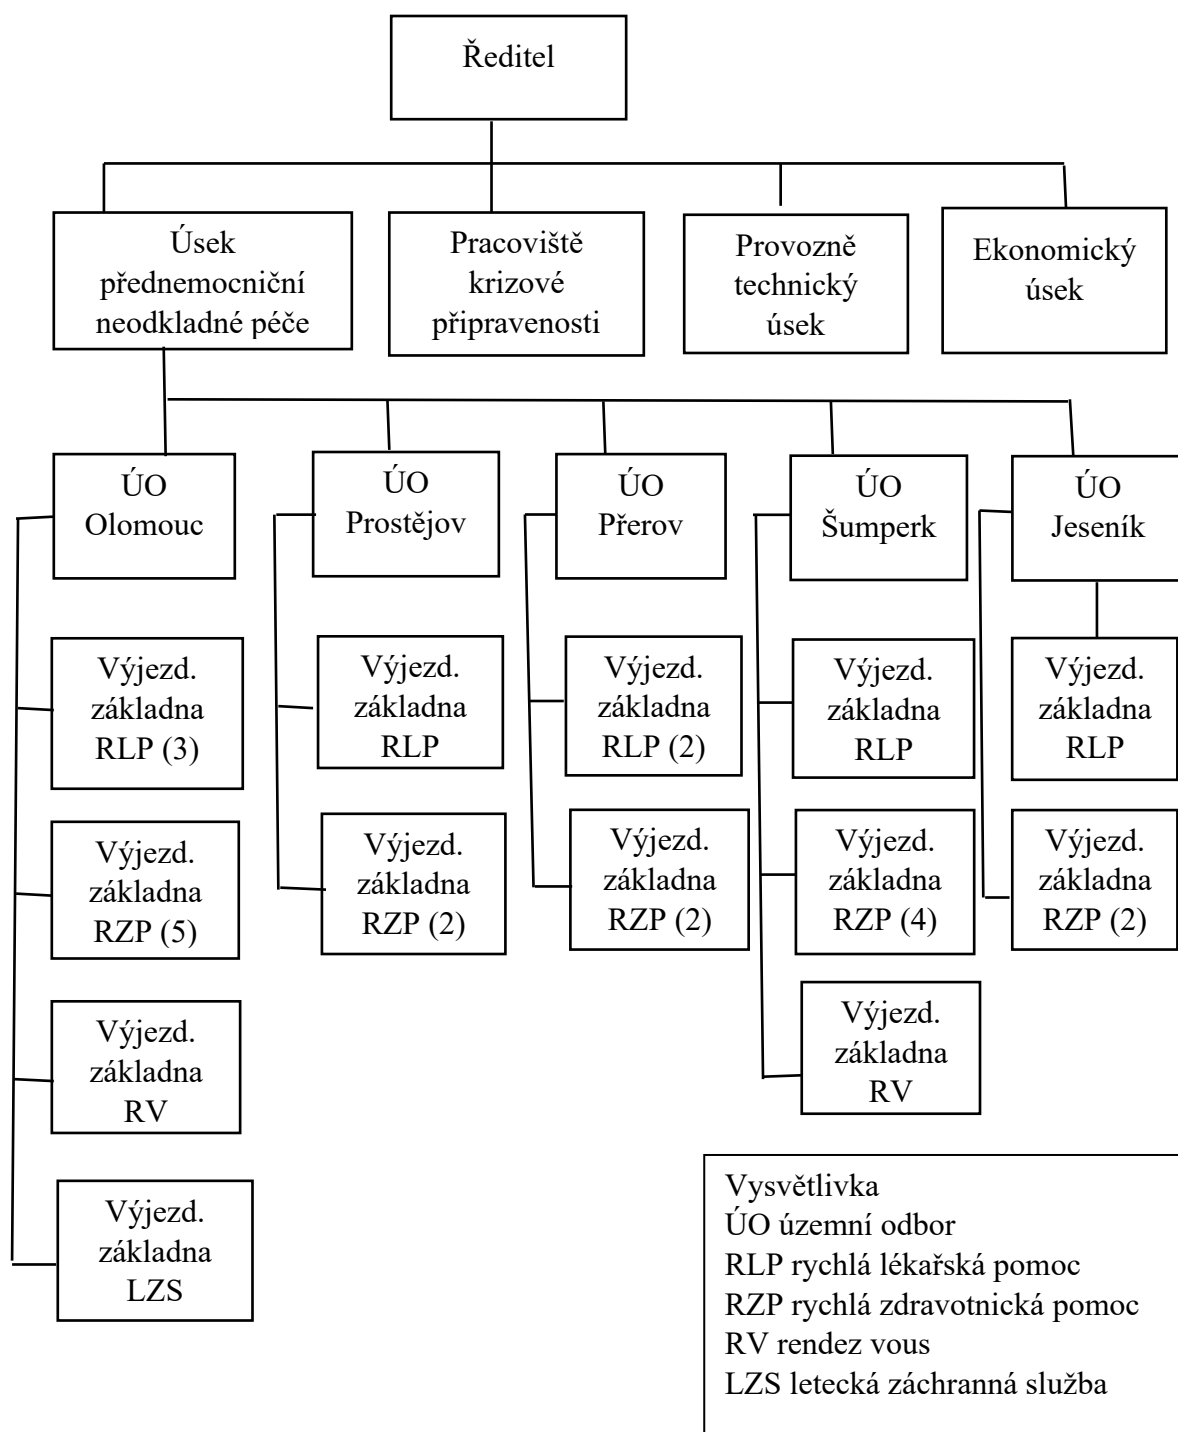 Ředitel
Úsek
přednemocniční
neodkladné péče
Pracoviště
krizové
připravenosti
Provozně
technický
úsek
Ekonomický
úsek
ÚO
Olomouc
ÚO
Prostějov
ÚO
Přerov
ÚO
Šumperk
ÚO
Jeseník
Výjezd.
základna
RLP (3)
Výjezd.
základna
RLP
Výjezd.
základna
RLP (2)
Výjezd.
základna
RLP
Výjezd.
základna
RLP
Výjezd.
základna
RZP (5)
Výjezd.
základna
RZP (2)
Výjezd.
základna
RZP (2)
Výjezd.
základna
RZP (4)
Výjezd.
základna
RZP (2)
Výjezd.
základna
RV
Výjezd.
základna
RV
Výjezd.
základna
LZS
Vysvětlivka
ÚO územní odbor
RLP rychlá lékařská pomoc
RZP rychlá zdravotnická pomoc
RV rendez vous
LZS letecká záchranná služba